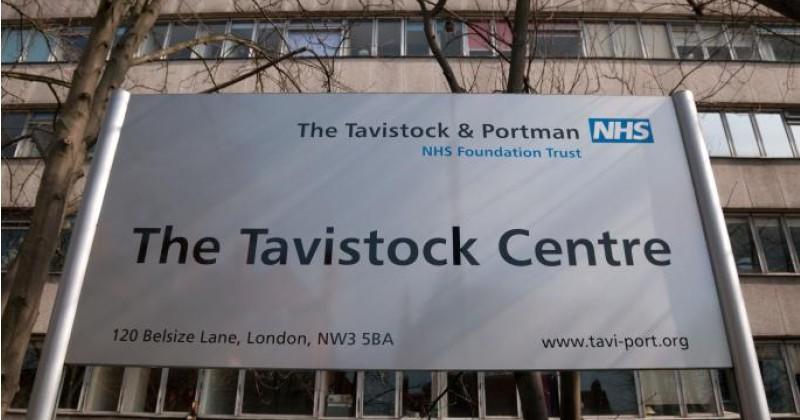 The Tavistock & Portman NHS
NHS Foundation Trust
The Tavistock Centre
120 Belsize Lane, London, NW3 5BA
www.tavi-port.org